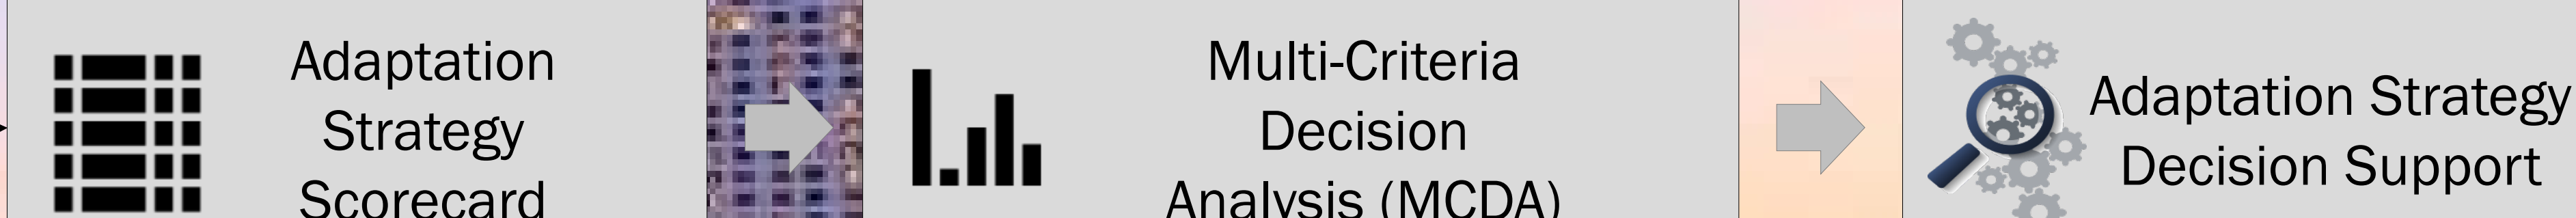 Adaptation
Strategy
Scorecard
Multi-Criteria
Decision
Analysis (MCDA)
Adaptation Strategy
Decision Support